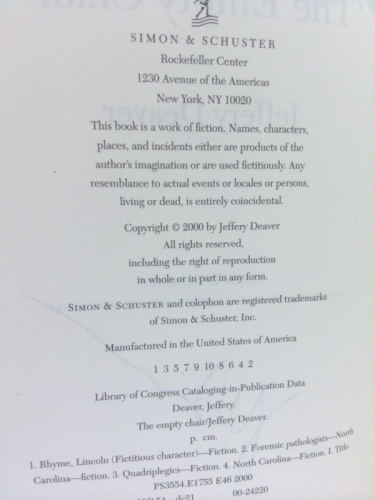 SIMON & SCHUSTER
Rockefeller Center
1230 Avenue of the Americas
New York, NY 10020
This book is a work of fiction. Names, characters,
places, and incidents either are products of the
author's imagination or are used fictitiously. Any
resemblance to actual events or locales or persons,
living or dead, is entirely coincidental.
Copyright © 2000 by Jeffery Deaver
All rights reserved,
including the right of reproduction
in whole or in part in any form.
SIMON & SCHUSTER and colophon are registered trademarks
of Simon & Schuster, Inc.
Manufactured in the United States of America
1 3 5 7 9 10 8 6 4 2
Library of Congress Cataloging-in-Publication Data
Deaver, Jeffery.
The empty chair/Jeffery Deaver.
p. cm.
1. Rhyme, Lincoln (Fictitious character)—Fiction. 2. Forensic pathologists—North
Carolina—fiction. 3. Quadriplegics—Fiction. 4. North Carolina—Fiction. I. Title.
PS3554.E1755 E46 2000
dc21 00-24220